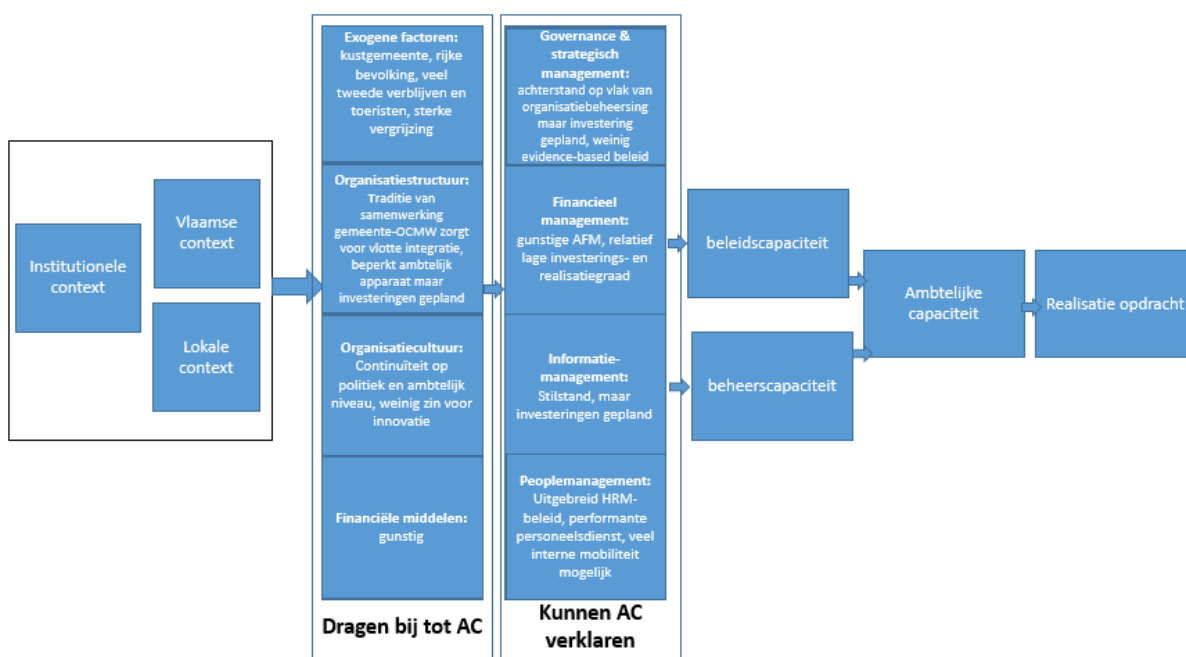 Institutionele
context
Vlaamse
context
Lokale
context
Exogene factoren:
kustgemeente, rijke
bevolking, veel
tweede verblijven en
toeristen, sterke
vergrijzing
Organisatiestructuur:
Traditie van
samenwerking
gemeente-OCMW zorgt
voor vlotte integratie,
beperkt ambtelijk
apparaat maar
investeringen gepland
Organisatiecultuur:
Continuïteit op
politiek en ambtelijk
niveau, weinig zin voor
innovatie
Financiële middelen:
gunstig
Dragen bij tot AC
Governance &
strategisch
management:
achterstand op vlak van
organisatiebeheersing
maar investering
gepland, weinig
evidence-based beleid
Financieel
management:
gunstige AFM, relatief
lage investerings- en
realisatiegraad
Informatie-
management:
Stilstand, maar
investeringen gepland
Peoplemanagement:
Uitgebreid HRM-
beleid, performante
personeelsdienst, veel
interne mobiliteit
mogelijk
Kunnen AC
verklaren
beleidscapaciteit
beheerscapaciteit
Ambtelijke
capaciteit
Realisatie opdracht